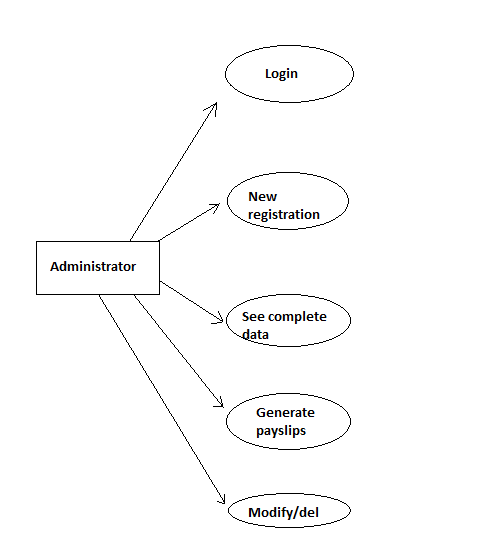 Login
New
registration
Administrator
See complete
data
Generate
payslips
Modify/del